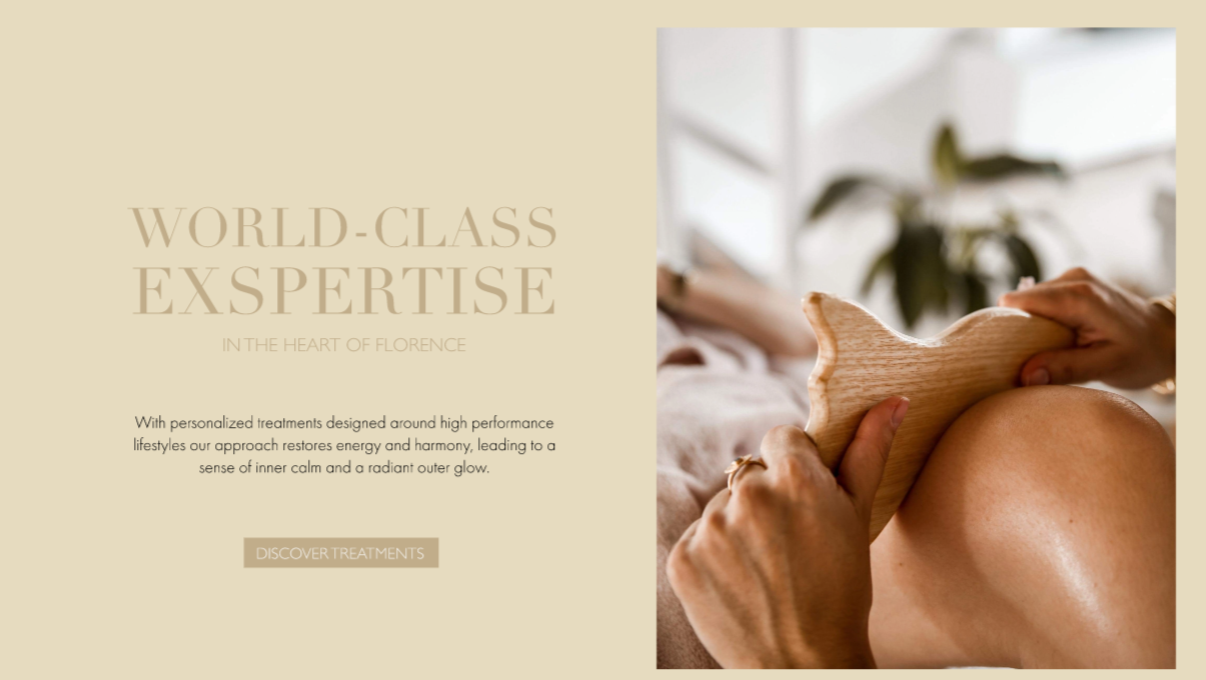 WORLD-CLASS
EXSPERTISE
IN THE HEART OF FLORENCE
With personalized treatments designed around high performance
lifestyles our approach restores energy and harmony, leading to a
sense of inner calm and a radiant outer glow.
DISCOVER TREATMENTS